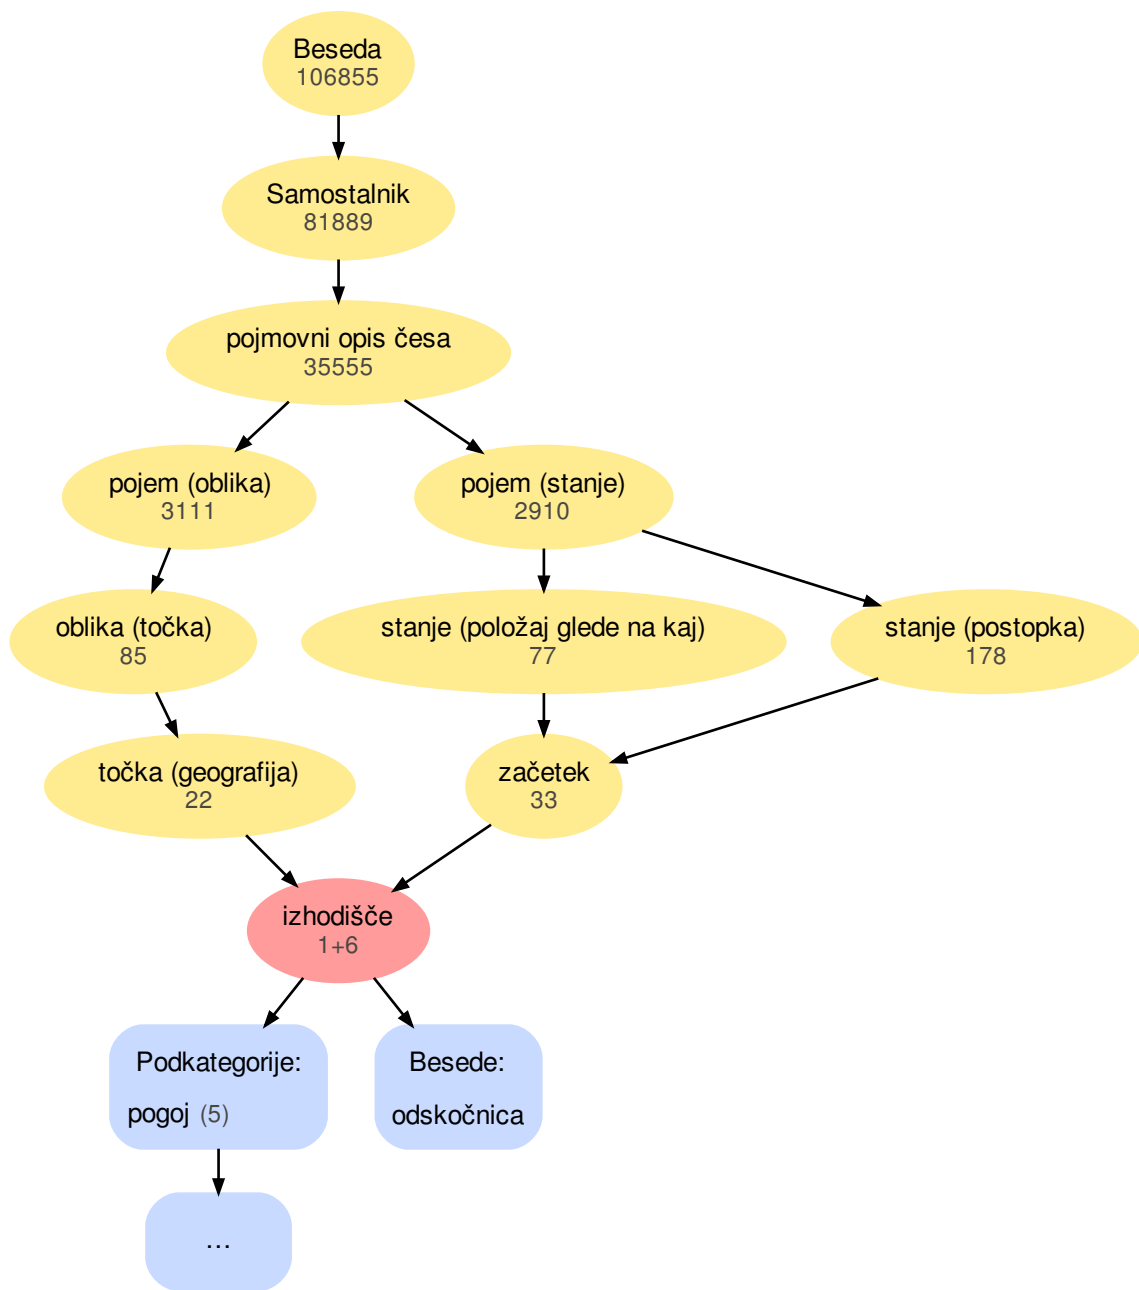 Beseda
106855
Samostalnik
81889
pojmovni opis česa
35555
pojem (oblika)
3111
pojem (stanje)
2910
oblika (točka)
85
stanje (položaj glede na kaj)
77
stanje (postopka)
178
točka (geografija)
22
začetek
33
izhodišče
1+6
Podkategorije:
pogoj (5)
Besede:
odskočnica
...